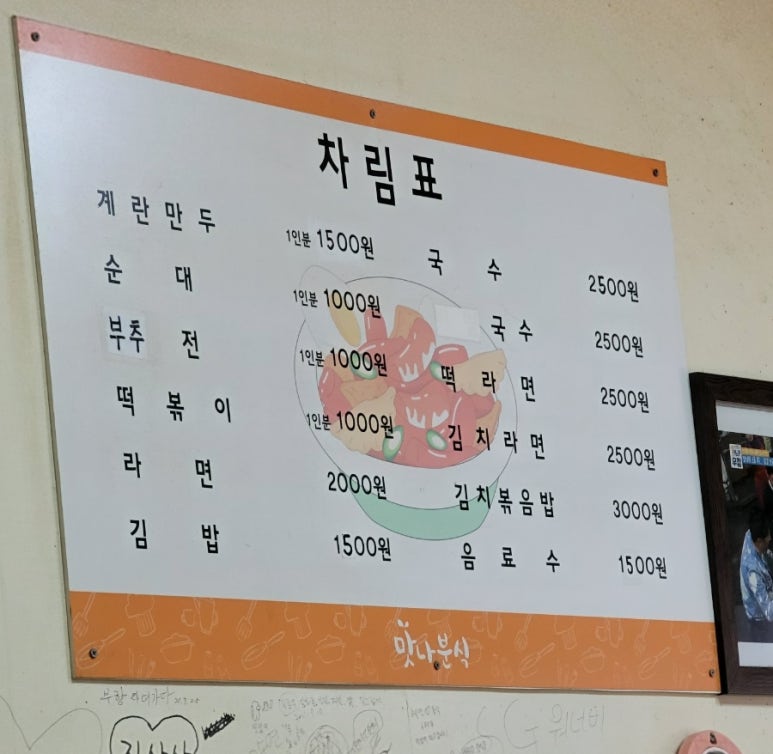 차림표
계란만두 1인분 1500원
순대 1인분 1000원
부추전 1인분 1000원
떡볶이 1인분 1000원
라면 2000원
김밥 1500원
국수 2500원
국수 2500원
떡라면 2500원
김치라면 2500원
김치볶음밥 3000원
음료수 1500원
맛나분식
워너비